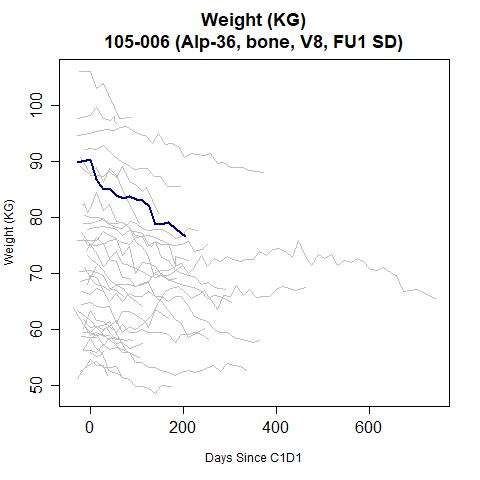 Weight (KG)
105-006 (Alp-36, bone, V8, FU1 SD)
Weight (KG)
100
90
80
70
60
50
0
200
400
600
Days Since C1D1